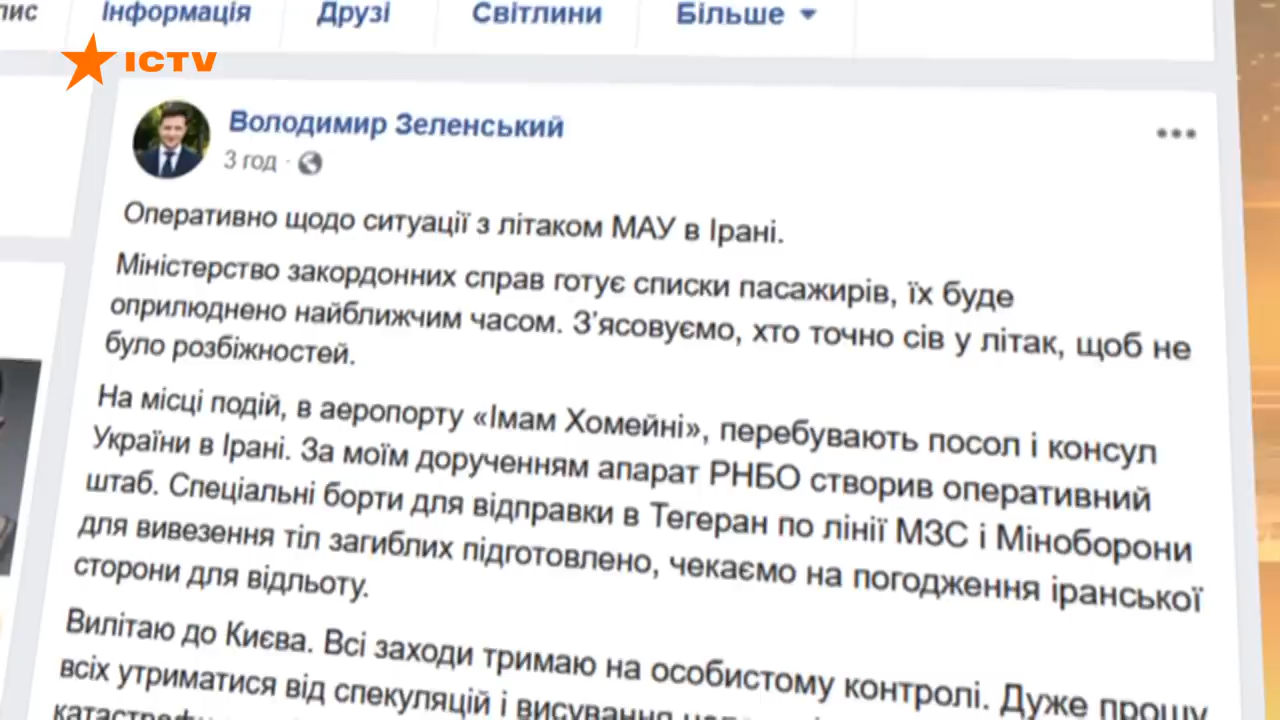 пис Інформація Друзі Світлини Більше
ICTV
Володимир Зеленський
3 год
Оперативно щодо ситуації з літаком МАУ в Ірані.
Міністерство закордонних справ готує списки пасажирів, їх буде
оприлюднено найближчим часом. З'ясовуємо, хто точно сів у літак, щоб не
було розбіжностей.
На місці подій, в аеропорту «Імам Хомейні», перебувають посол і консул
України в Ірані. За моїм дорученням апарат РНБО створив оперативний
штаб. Спеціальні борти для відправки в Тегеран по лінії МЗС і Міноборони
для вивезення тіл загиблих підготовлено, чекаємо на погодження іранської
сторони для відльоту.
Вилітаю до Києва. Всі заходи тримаю на особистому контролі. Дуже прошу
всіх утриматися від спекуляцій і висування